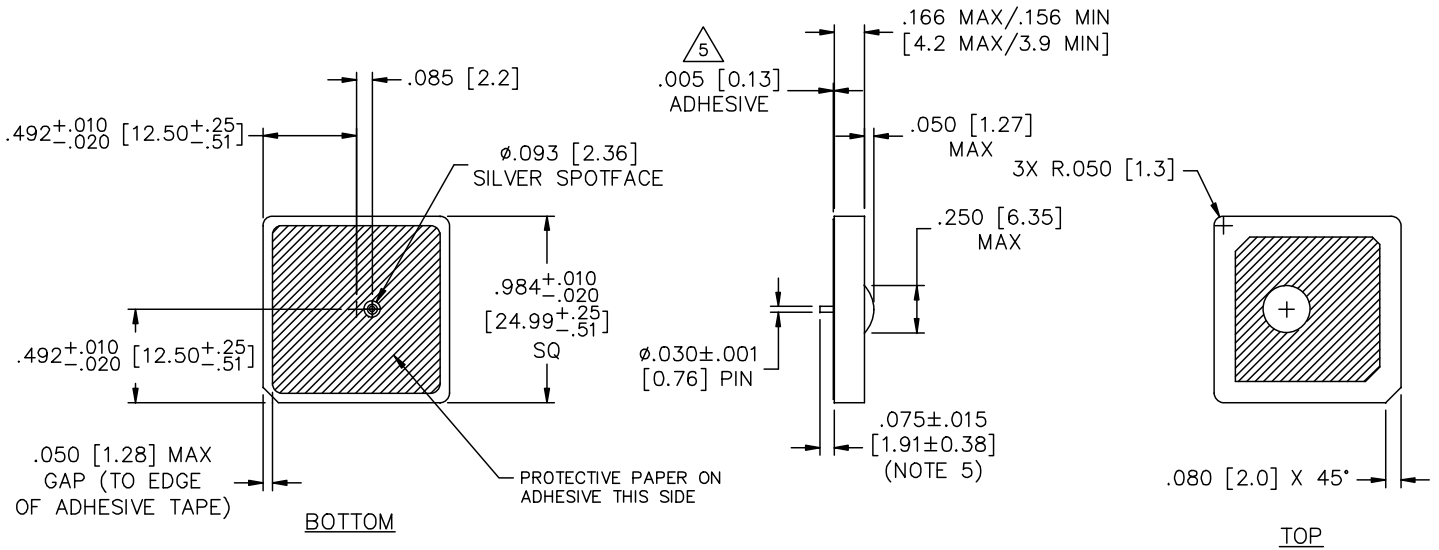 .085 [2.2]
.492+.010 -.020 [12.50+.25 -.51]
ø.093 [2.36]
SILVER SPOTFACE
.984+.010 -.020
[24.99+.25 -.51]
SQ
.492+.010 -.020 [12.50+.25 -.51]
.050 [1.28] MAX
GAP (TO EDGE
OF ADHESIVE TAPE)
PROTECTIVE PAPER ON
ADHESIVE THIS SIDE
BOTTOM
5
.005 [0.13]
ADHESIVE
.166 MAX/.156 MIN
[4.2 MAX/3.9 MIN]
.050 [1.27]
MAX
.250 [6.35]
MAX
ø.030±.001
[0.76] PIN
.075±.015
[1.91±0.38]
(NOTE 5)
3X R.050 [1.3]
.080 [2.0] X 45°
TOP